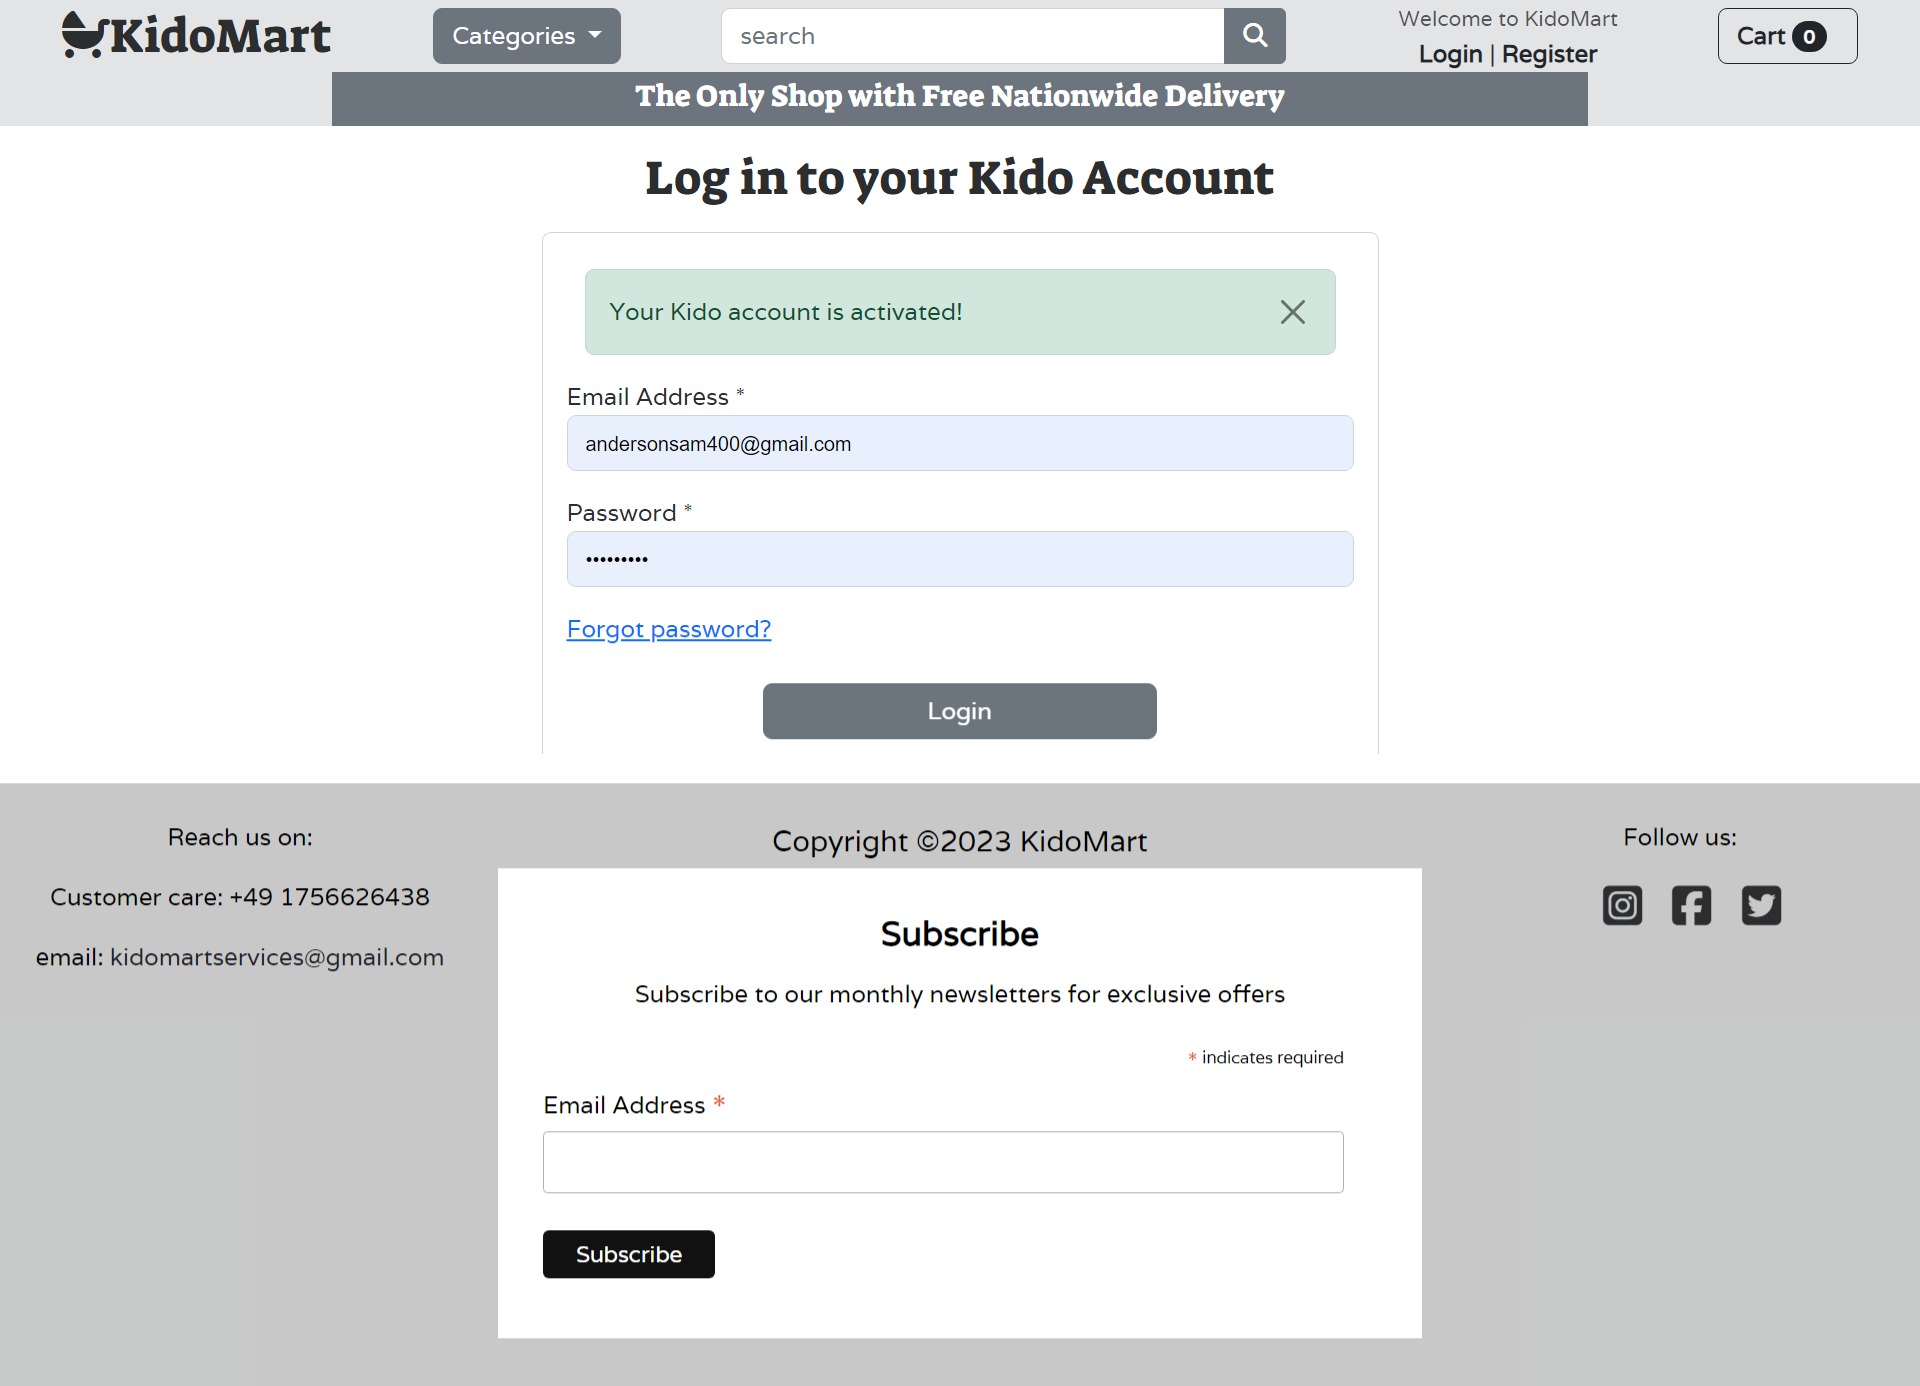 KidoMart
Categories
search
Welcome to KidoMart
Login | Register
Cart 0
The Only Shop with Free Nationwide Delivery
Log in to your Kido Account
Your Kido account is activated!
Email Address *
andersonsam400@gmail.com
Password *
•••••••••
Forgot password?
Login
Reach us on:
Customer care: +49 1756626438
email: kidomartservices@gmail.com
Copyright ©2023 KidoMart
Subscribe
Subscribe to our monthly newsletters for exclusive offers
* indicates required
Email Address *
Subscribe
Follow us: